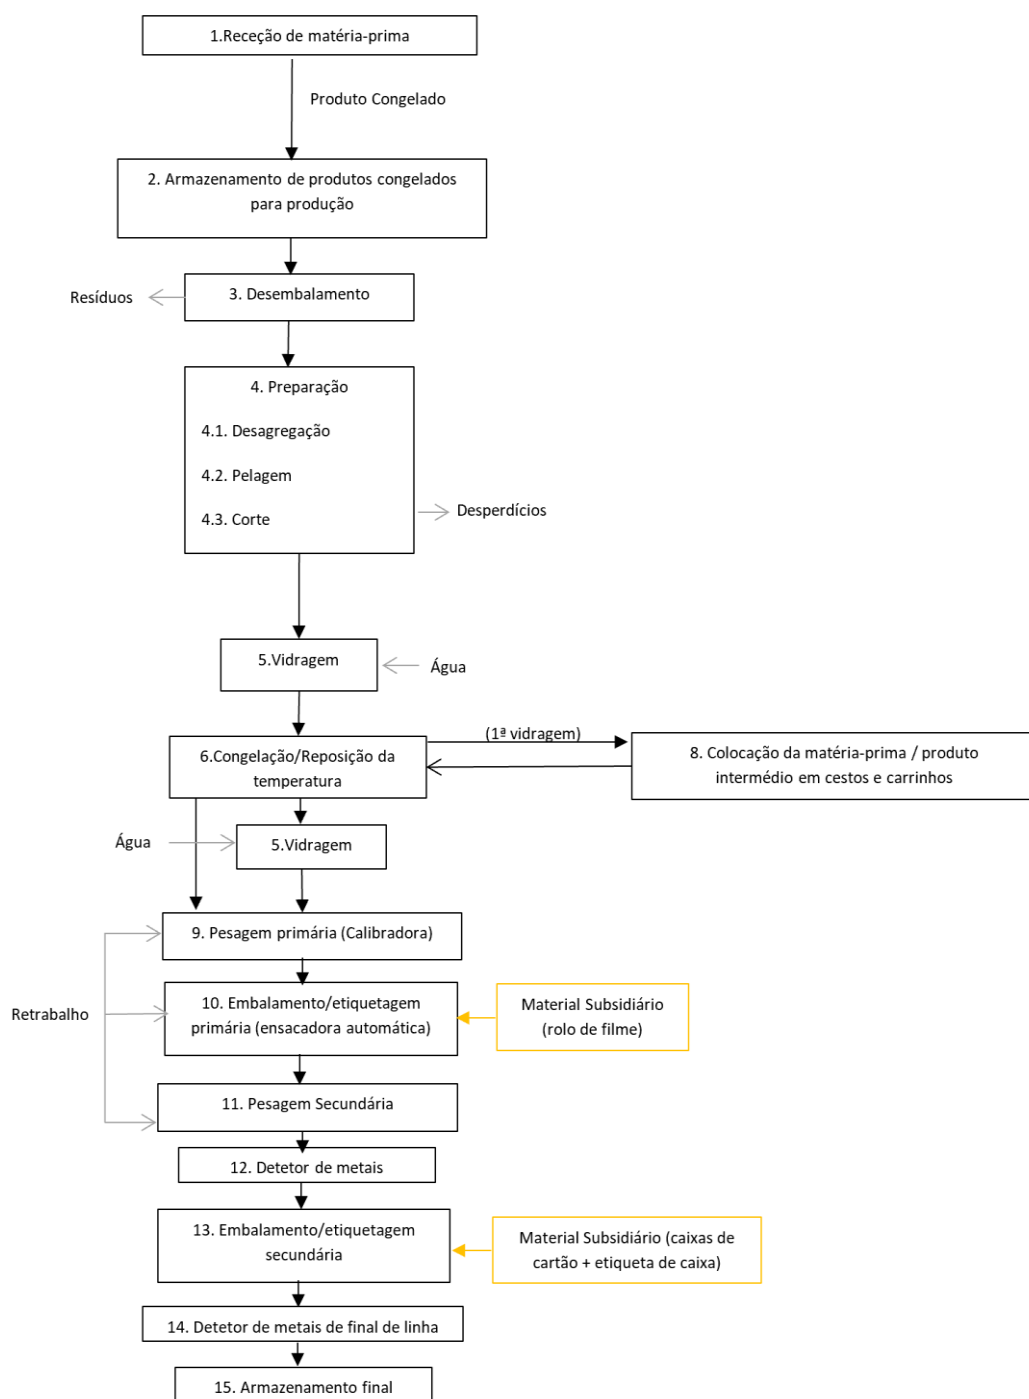 1.Receção de matéria-prima
Produto Congelado
2. Armazenamento de produtos congelados
para produção
Resíduos
3. Desembalamento
4. Preparação
4.1. Desagregação
4.2. Pelagem
4.3. Corte
Desperdícios
5.Vidragem
Água
6.Congelação/Reposição da
temperatura
(1ª vidragem)
8. Colocação da matéria-prima / produto
intermédio em cestos e carrinhos
Água
5.Vidragem
9. Pesagem primária (Calibradora)
Retrabalho
10. Embalamento/etiquetagem
primária (ensacadora automática)
Material Subsidiário
(rolo de filme)
11. Pesagem Secundária
12. Detetor de metais
13. Embalamento/etiquetagem
secundária
Material Subsidiário (caixas de
cartão + etiqueta de caixa)
14. Detetor de metais de final de linha
15. Armazenamento final